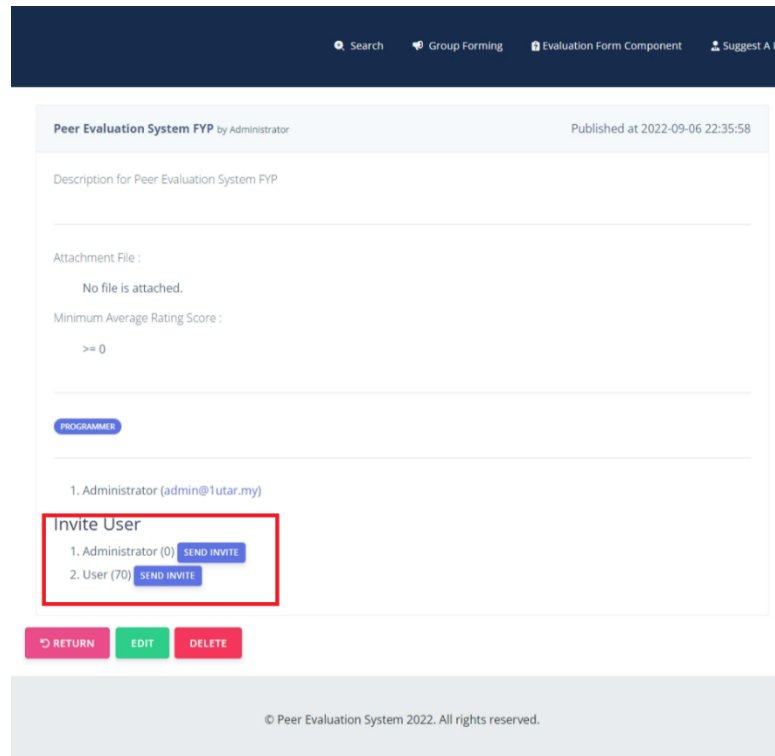 Search Group Forming Evaluation Form Component Suggest A
Peer Evaluation System FYP by Administrator Published at 2022-09-06 22:35:58
Description for Peer Evaluation System FYP
Attachment File :
No file is attached.
Minimum Average Rating Score :
>= 0
PROGRAMMER
1. Administrator (admin@1utar.my)
Invite User
1. Administrator (0) SEND INVITE
2. User (70) SEND INVITE
RETURN EDIT DELETE
© Peer Evaluation System 2022. All rights reserved.